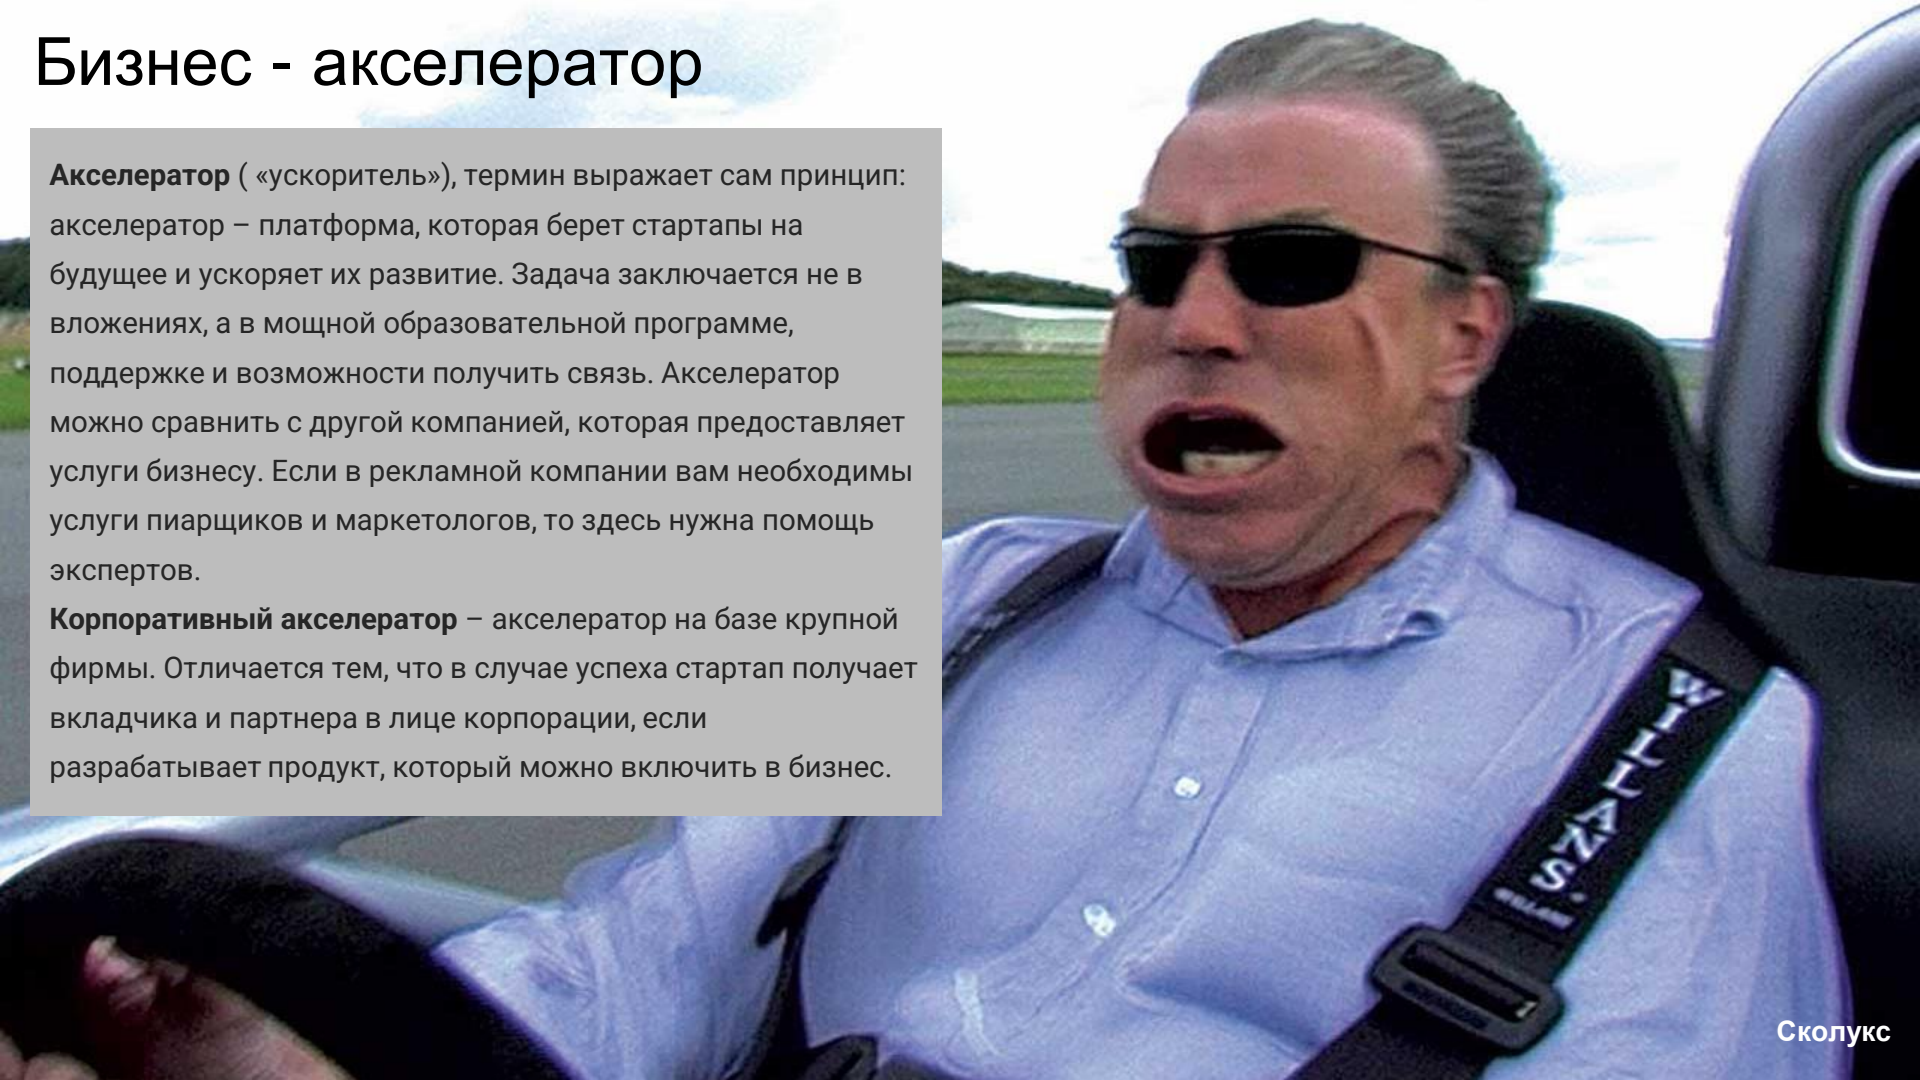 Бизнес - акселератор
Акселератор ( «ускоритель»), термин выражает сам принцип:
акселератор – платформа, которая берет стартапы на
будущее и ускоряет их развитие. Задача заключается не в
вложениях, а в мощной образовательной программе,
поддержке и возможности получить связь. Акселератор
можно сравнить с другой компанией, которая предоставляет
услуги бизнесу. Если в рекламной компании вам необходимы
услуги пиарщиков и маркетологов, то здесь нужна помощь
экспертов.
Корпоративный акселератор – акселератор на базе крупной
фирмы. Отличается тем, что в случае успеха стартап получает
вкладчика и партнера в лице корпорации, если
разрабатывает продукт, который можно включить в бизнес.
WILLANS
Сколукс